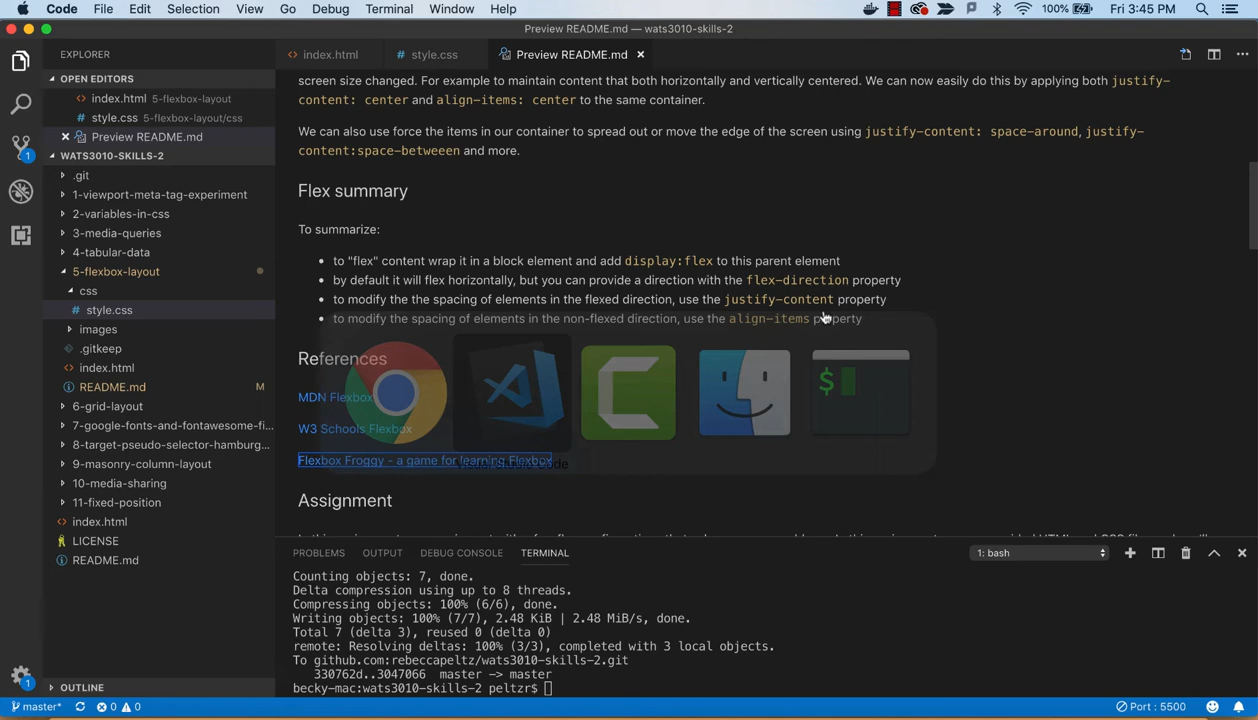 Code File Edit Selection View Go Debug Terminal Window Help 100% Fri 3:45 PM
Preview README.md — wats3010-skills-2
EXPLORER
index.html
style.css
Preview README.md
OPEN EDITORS
index.html 5-flexbox-layout
style.css 5-flexbox-layout/css
Preview README.md
WATS3010-SKILLS-2
.git
1-viewport-meta-tag-experiment
2-variables-in-css
3-media-queries
4-tabular-data
5-flexbox-layout
css
style.css
images
.gitkeep
index.html
README.md M
6-grid-layout
7-google-fonts-and-fontawesome-fi...
8-target-pseudo-selector-hamburg...
9-masonry-column-layout
10-media-sharing
11-fixed-position
index.html
LICENSE
README.md
OUTLINE
screen size changed. For example to maintain content that both horizontally and vertically centered. We can now easily do this by applying both justify-
content: center and align-items: center to the same container.
We can also use force the items in our container to spread out or move the edge of the screen using justify-content: space-around, justify-
content:space-betweeen and more.
Flex summary
To summarize:
• to "flex" content wrap it in a block element and add display:flex to this parent element
• by default it will flex horizontally, but you can provide a direction with the flex-direction property
• to modify the the spacing of elements in the flexed direction, use the justify-content property
• to modify the spacing of elements in the non-flexed direction, use the align-items property
References
MDN Flexbox
W3 Schools Flexbox
Flexbox Froggy - a game for learning Flexbox
Visual Studio Code
$
Assignment
PROBLEMS OUTPUT DEBUG CONSOLE TERMINAL 1: bash
Counting objects: 7, done.
Delta compression using up to 8 threads.
Compressing objects: 100% (6/6), done.
Writing objects: 100% (7/7), 2.48 KiB | 2.48 MiB/s, done.
Total 7 (delta 3), reused 0 (delta 0)
remote: Resolving deltas: 100% (3/3), completed with 3 local objects.
To github.com:rebeccapeltz/wats3010-skills-2.git
330762d..3047066 master -> master
becky-mac:wats3010-skills-2 peltzr$
master* 0 0 Port : 5500